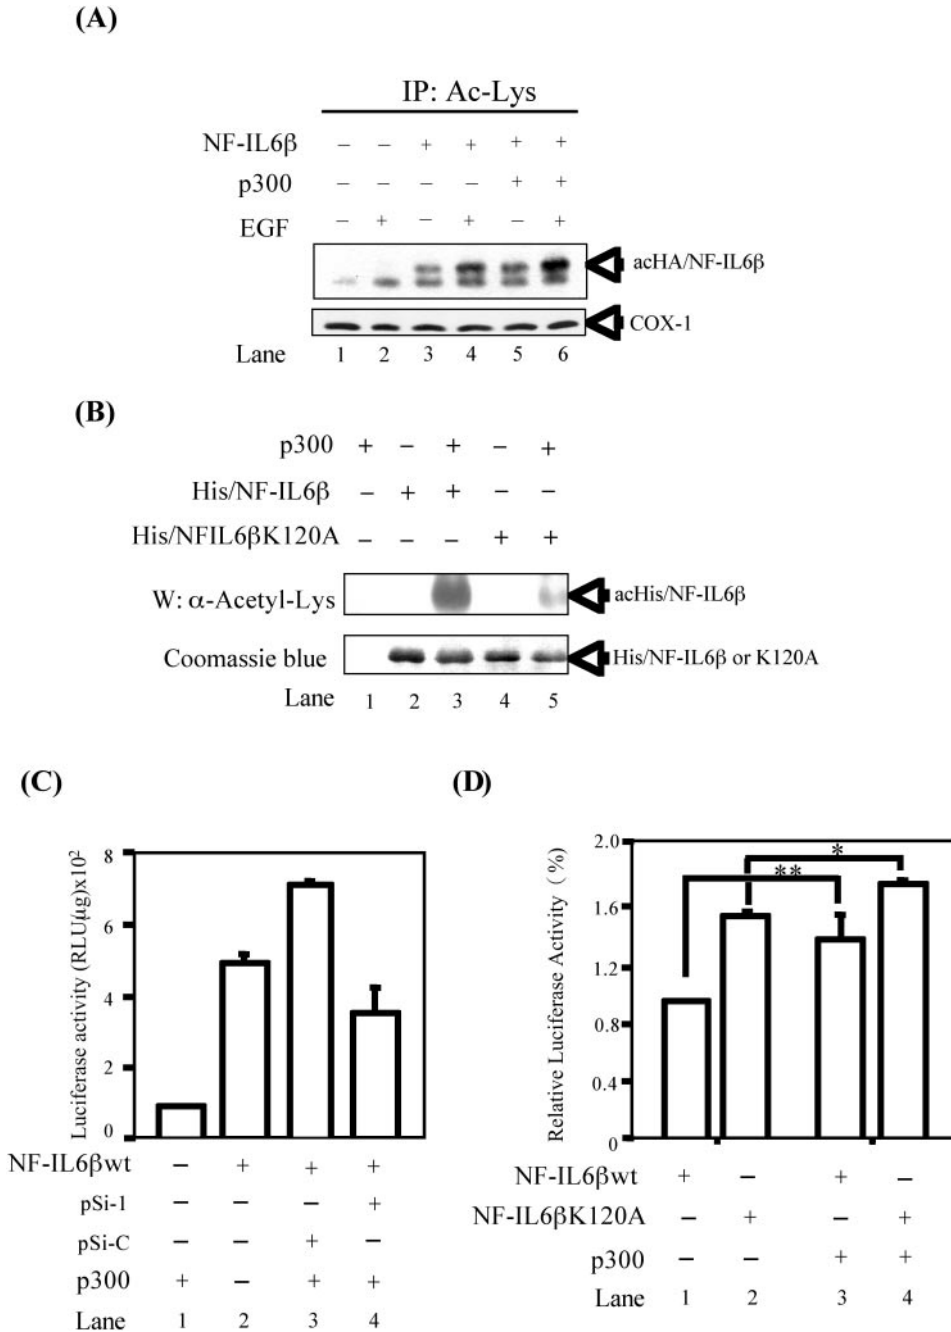 (A)
IP: Ac-Lys
NF-IL6β – – + + + +
p300 – – – – + +
EGF – + – + – +
acHA/NF-IL6β
COX-1
Lane 1 2 3 4 5 6
(B)
p300 + – + – +
His/NF-IL6β – + + – –
His/NFIL6βK120A – – – + +
W: α-Acetyl-Lys
acHis/NF-IL6β
Coomassie blue
His/NF-IL6β or K120A
Lane 1 2 3 4 5
(C)
Luciferase activity (RLU/μg)x10²
8
6
4
2
0
NF-IL6βwt – + + +
pSi-1 – – – +
pSi-C – – + –
p300 + – + +
Lane 1 2 3 4
(D)
Relative Luciferase Activity (%)
2.0
1.6
1.2
0.8
0.4
0
*
**
NF-IL6βwt + – + –
NF-IL6βK120A – + – +
p300 – – + +
Lane 1 2 3 4